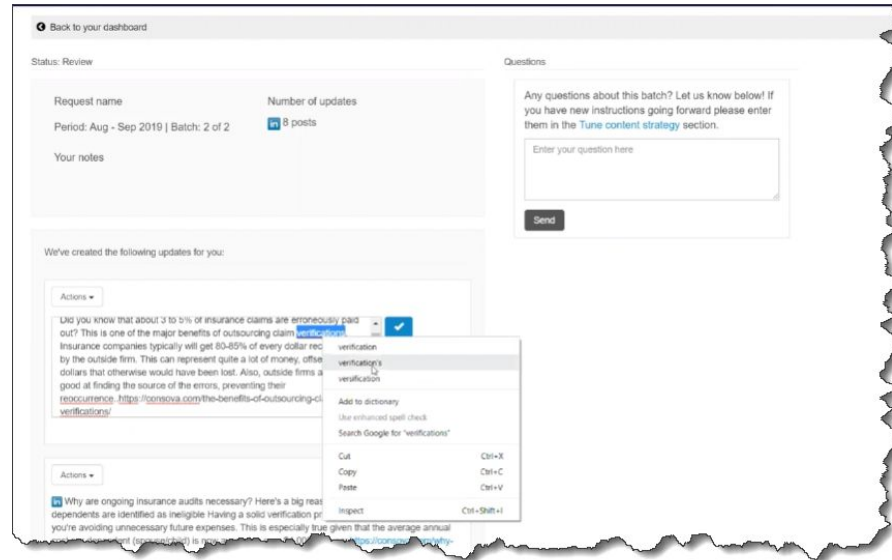 Back to your dashboard
Status: Review
Request name
Number of updates
Period: Aug - Sep 2019 | Batch: 2 of 2
in 8 posts
Your notes
We've created the following updates for you:
Actions
Did you know that about 3 to 5% of insurance claims are erroneously paid
out? This is one of the major benefits of outsourcing claim verifications.
Insurance companies typically will get 80-85% of every dollar rec
by the outside firm. This can represent quite a lot of money, offse
dollars that otherwise would have been lost. Also, outside firms a
good at finding the source of the errors, preventing their
reoccurrence..https://consova.com/the-benefits-of-outsourcing-cl
verifications/
verification
verification's
versification
Add to dictionary
Use enhanced spell check
Search Google for "verifications"
Cut Ctrl+X
Copy Ctrl+C
Paste Ctrl+V
Inspect Ctrl+Shift+I
Actions
in Why are ongoing insurance audits necessary? Here's a big reas
dependents are identified as ineligible Having a solid verification pr
you're avoiding unnecessary future expenses. This is especially true given that the average annual
(spouse/child) is
Questions
Any questions about this batch? Let us know below! If
you have new instructions going forward please enter
them in the Tune content strategy section.
Enter your question here
Send